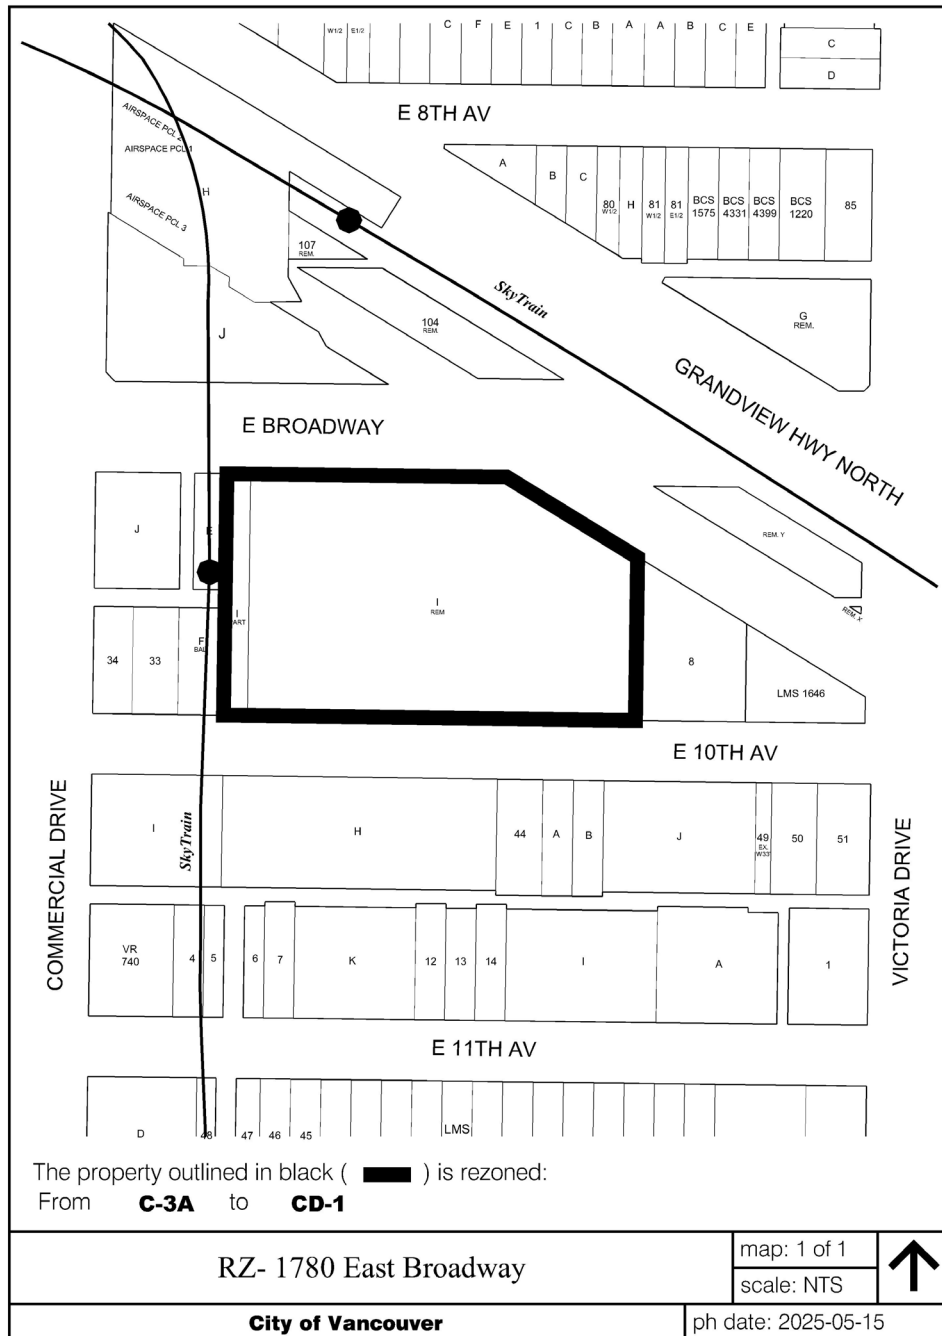 C F E 1 C B A A B C E
W1/2 E1/2
C
D
E 8TH AV
AIRSPACE PCL 2
AIRSPACE PCL 1
H
AIRSPACE PCL 3
A
B
C
80
W1/2
H
81
W1/2
81
E1/2
BCS
1575
BCS
4331
BCS
4399
BCS
1220
85
107
REM.
SkyTrain
104
REM.
G
REM.
J
GRANDVIEW HWY NORTH
E BROADWAY
J
E
REM. Y
REM. X
I
ART
I
REM
34
33
F
BAL
8
LMS 1646
E 10TH AV
COMMERCIAL DRIVE
I
SkyTrain
H
44
A
B
J
49
EX.
W33'
50
51
VICTORIA DRIVE
VR
740
4
5
6
7
K
12
13
14
I
A
1
E 11TH AV
D
48
47
46
45
LMS
The property outlined in black ( ) is rezoned:
From C-3A to CD-1
RZ- 1780 East Broadway
map: 1 of 1
scale: NTS
City of Vancouver
ph date: 2025-05-15